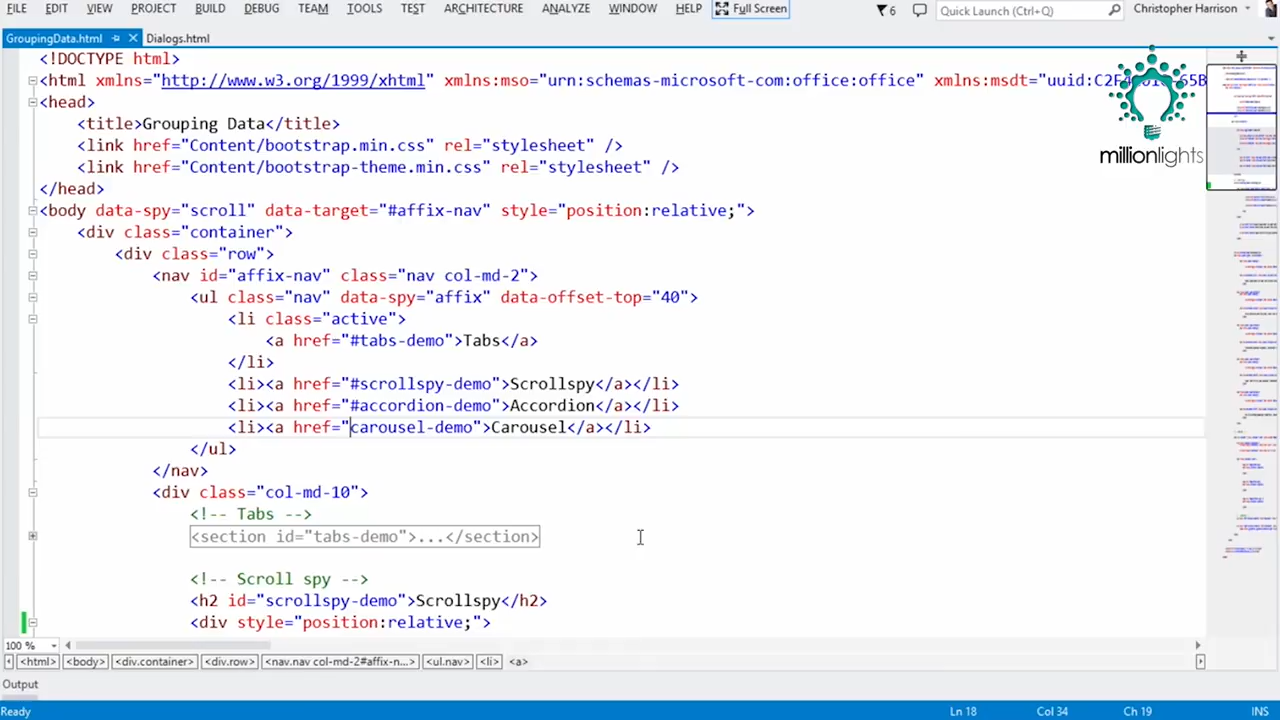 FILE EDIT VIEW PROJECT BUILD DEBUG TEAM TOOLS TEST ARCHITECTURE ANALYZE WINDOW HELP Full Screen 6 Quick Launch (Ctrl+Q) Christopher Harrison
GroupingData.html Dialogs.html
<!DOCTYPE html>
<html xmlns="http://www.w3.org/1999/xhtml" xmlns:mso="urn:schemas-microsoft-com:office:office" xmlns:msdt="uuid:C2F4
<head>
<title>Grouping Data</title>
<link href="Content/bootstrap.min.css" rel="stylesheet" />
<link href="Content/bootstrap-theme.min.css" rel="stylesheet" />
</head>
<body data-spy="scroll" data-target="#affix-nav" style="position:relative;">
<div class="container">
<div class="row">
<nav id="affix-nav" class="nav col-md-2">
<ul class="nav" data-spy="affix" data-offset-top="40">
<li class="active">
<a href="#tabs-demo">Tabs</a>
</li>
<li><a href="#scrollspy-demo">Scrollspy</a></li>
<li><a href="#accordion-demo">Accordion</a></li>
<li><a href="carousel-demo">Carousel</a></li>
</ul>
</nav>
<div class="col-md-10">
<!-- Tabs -->
<section id="tabs-demo">...</section>
<!-- Scroll spy -->
<h2 id="scrollspy-demo">Scrollspy</h2>
<div style="position:relative;">
millionlights
100 %
<html> <body> <div.container> <div.row> <nav.nav col-md-2#affix-n...> <ul.nav> <li> <a>
Output
Ready Ln 18 Col 34 Ch 19 INS